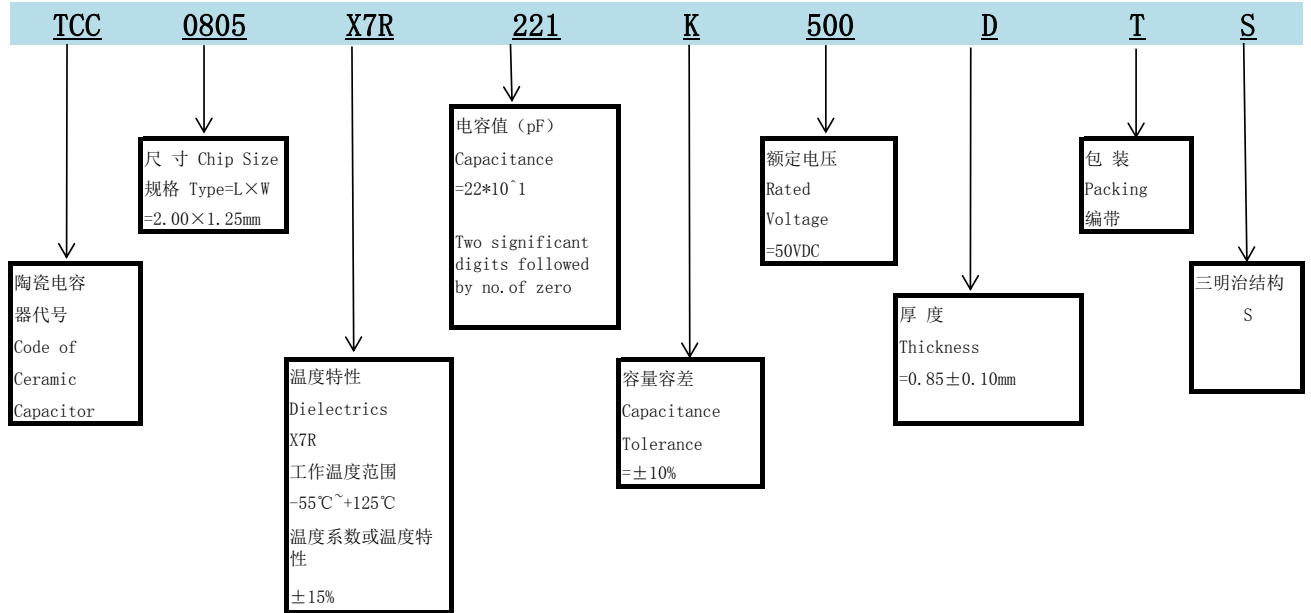 TCC 0805 X7R 221 K 500 D T S
陶瓷电容
器代号
Code of
Ceramic
Capacitor
尺 寸 Chip Size
规格 Type=L×W
=2.00×1.25mm
温度特性
Dielectrics
X7R
工作温度范围
-55℃~+125℃
温度系数或温度特
性
±15%
电容值（pF）
Capacitance
=22*10^1
Two significant
digits followed
by no.of zero
容量容差
Capacitance
Tolerance
=±10%
额定电压
Rated
Voltage
=50VDC
厚 度
Thickness
=0.85±0.10mm
包 装
Packing
编带
三明治结构
S